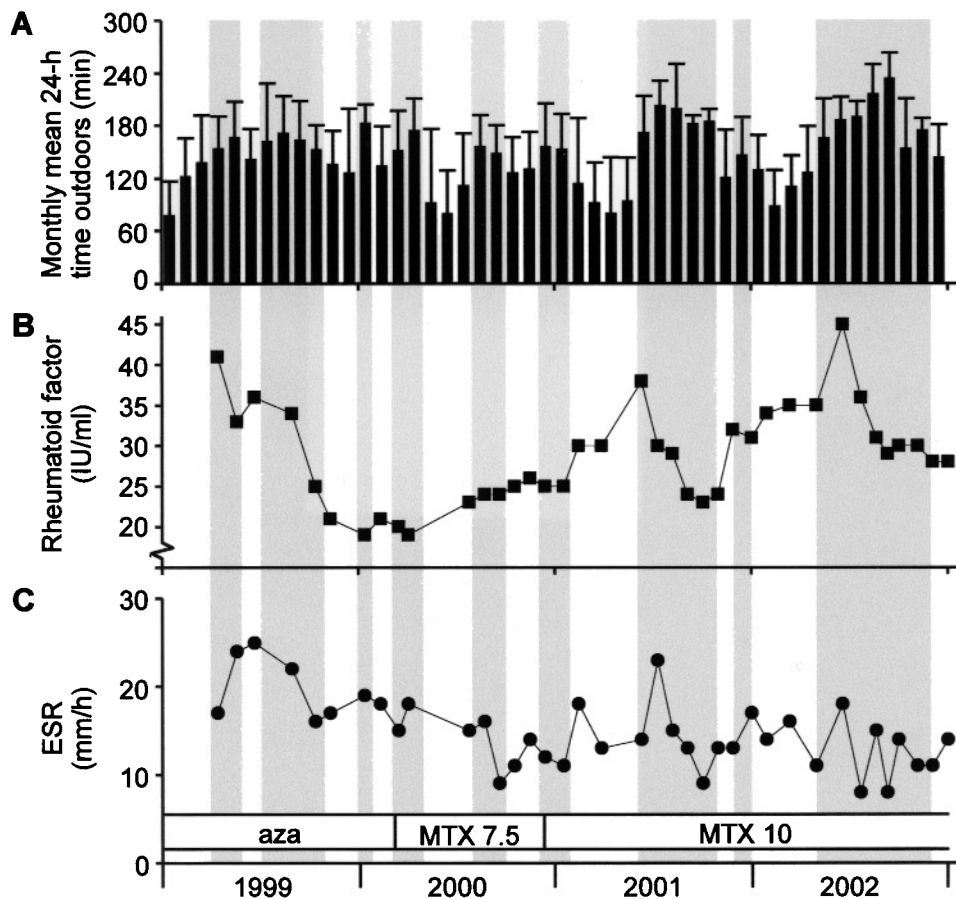 A
Monthly mean 24-h
time outdoors (min)
300
240
180
120
60
0
B
Rheumatoid factor
(IU/ml)
45
40
35
30
25
20
C
ESR
(mm/h)
30
20
10
0
aza MTX 7.5 MTX 10
1999 2000 2001 2002